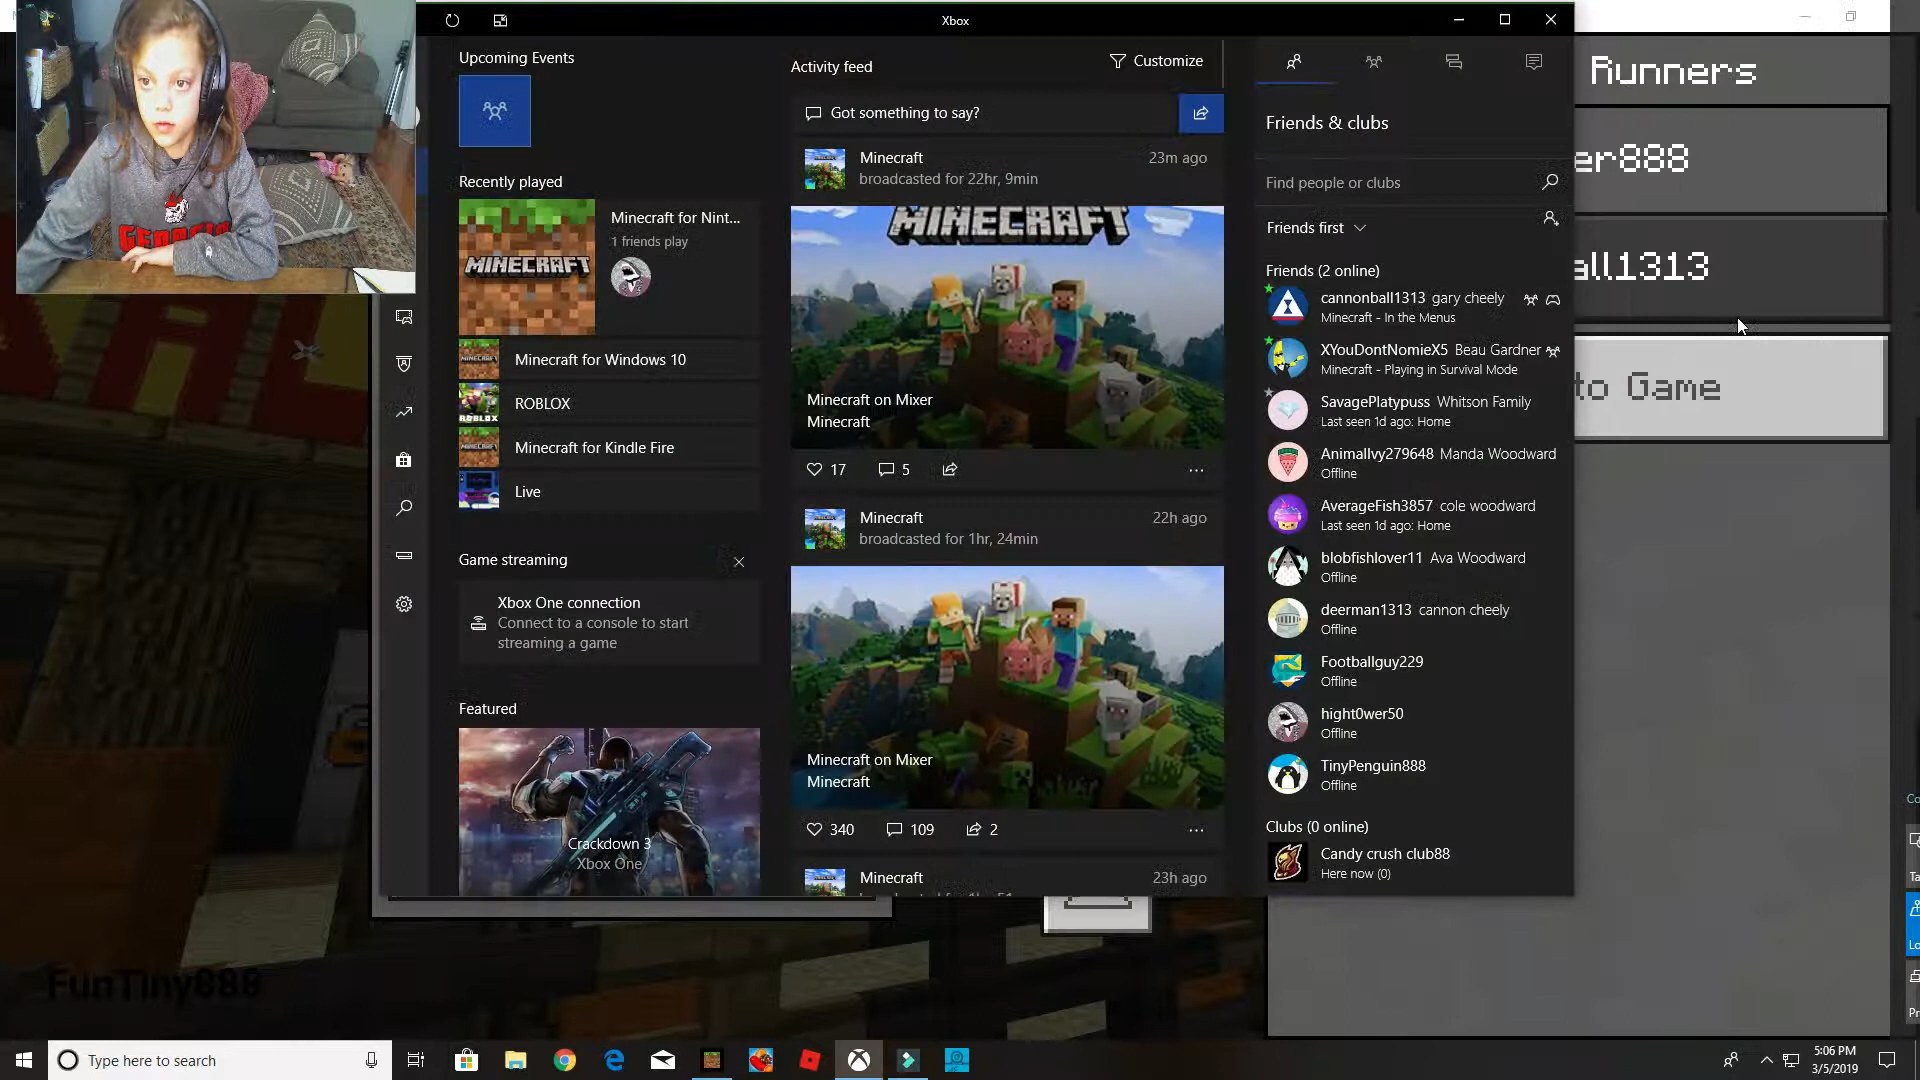 Xbox
Upcoming Events
Recently played
Minecraft for Nint...
1 friends play
MINECRAFT
Minecraft for Windows 10
ROBLOX
Minecraft for Kindle Fire
Live
Game streaming
Xbox One connection
Connect to a console to start
streaming a game
Featured
Crackdown 3
Xbox One
Activity feed
Customize
Got something to say?
Minecraft
23m ago
broadcasted for 22hr, 9min
MINECRAFT
Minecraft on Mixer
Minecraft
17
5
Minecraft
22h ago
broadcasted for 1hr, 24min
Minecraft on Mixer
Minecraft
340
109
2
Minecraft
23h ago
Friends & clubs
Find people or clubs
Friends first
Friends (2 online)
cannonball1313 gary cheely
Minecraft - In the Menus
XYouDontNomieX5 Beau Gardner
Minecraft - Playing in Survival Mode
SavagePlatypuss Whitson Family
Last seen 1d ago: Home
AnimalIvy279648 Manda Woodward
Offline
AverageFish3857 cole woodward
Last seen 1d ago: Home
blobfishlover11 Ava Woodward
Offline
deerman1313 cannon cheely
Offline
Footballguy229
Offline
hight0wer50
Offline
TinyPenguin888
Offline
Clubs (0 online)
Candy crush club88
Here now (0)
Runners
er888
all1313
to Game
GEORGIA
FunTiny888
Type here to search
5:06 PM
3/5/2019